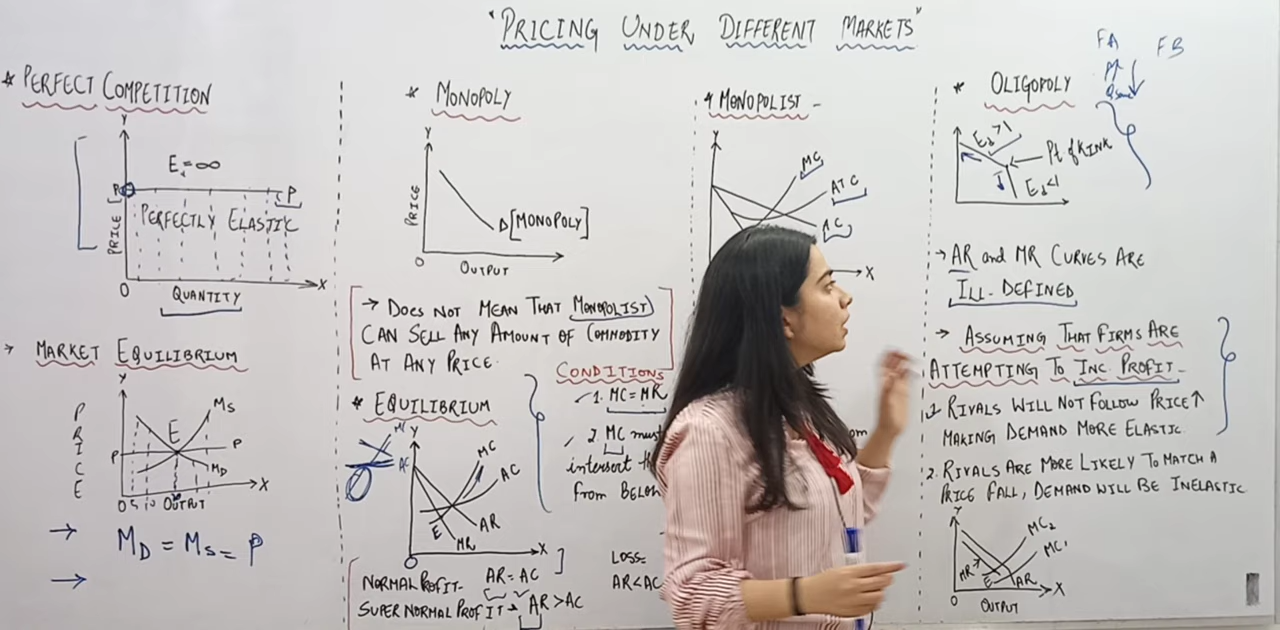 "PRICING UNDER DIFFERENT MARKETS"
* PERFECT COMPETITION
Y
Ed=∞
P
P
PERFECTLY ELASTIC
PRICE
O
QUANTITY
X
→ MARKET EQUILIBRIUM
Y
PRICE
MS
E
P
P
MD
O 5 10 OUTPUT
X
→ MD = MS = P
→
* MONOPOLY
Y
PRICE
D [MONOPOLY]
O
OUTPUT
X
→ DOES NOT MEAN THAT MONOPOLIST
CAN SELL ANY AMOUNT OF COMMODITY
AT ANY PRICE.
* EQUILIBRIUM
Y
MC
AC
E
AR
MR
X
O
NORMAL PROFIT - AR = AC
SUPER NORMAL PROFIT → AR > AC
CONDITIONS
1. MC = MR
2. MC must
intersect
FROM BELOW
LOSS
AR<AC
* MONOPOLIST -
Y
MC
ATC
X
* OLIGOPOLY
FA
FB
Ed>1
Pt of KINK
Ed<1
→ AR and MR CURVES ARE
ILL-DEFINED
→ ASSUMING THAT FIRMS ARE
ATTEMPTING TO INC. PROFIT -
1. RIVALS WILL NOT FOLLOW PRICE↑
MAKING DEMAND MORE ELASTIC.
2. RIVALS ARE MORE LIKELY TO MATCH A
PRICE FALL, DEMAND WILL BE INELASTIC
Y
MC2
MC1
MR
E
AR
O
OUTPUT
X